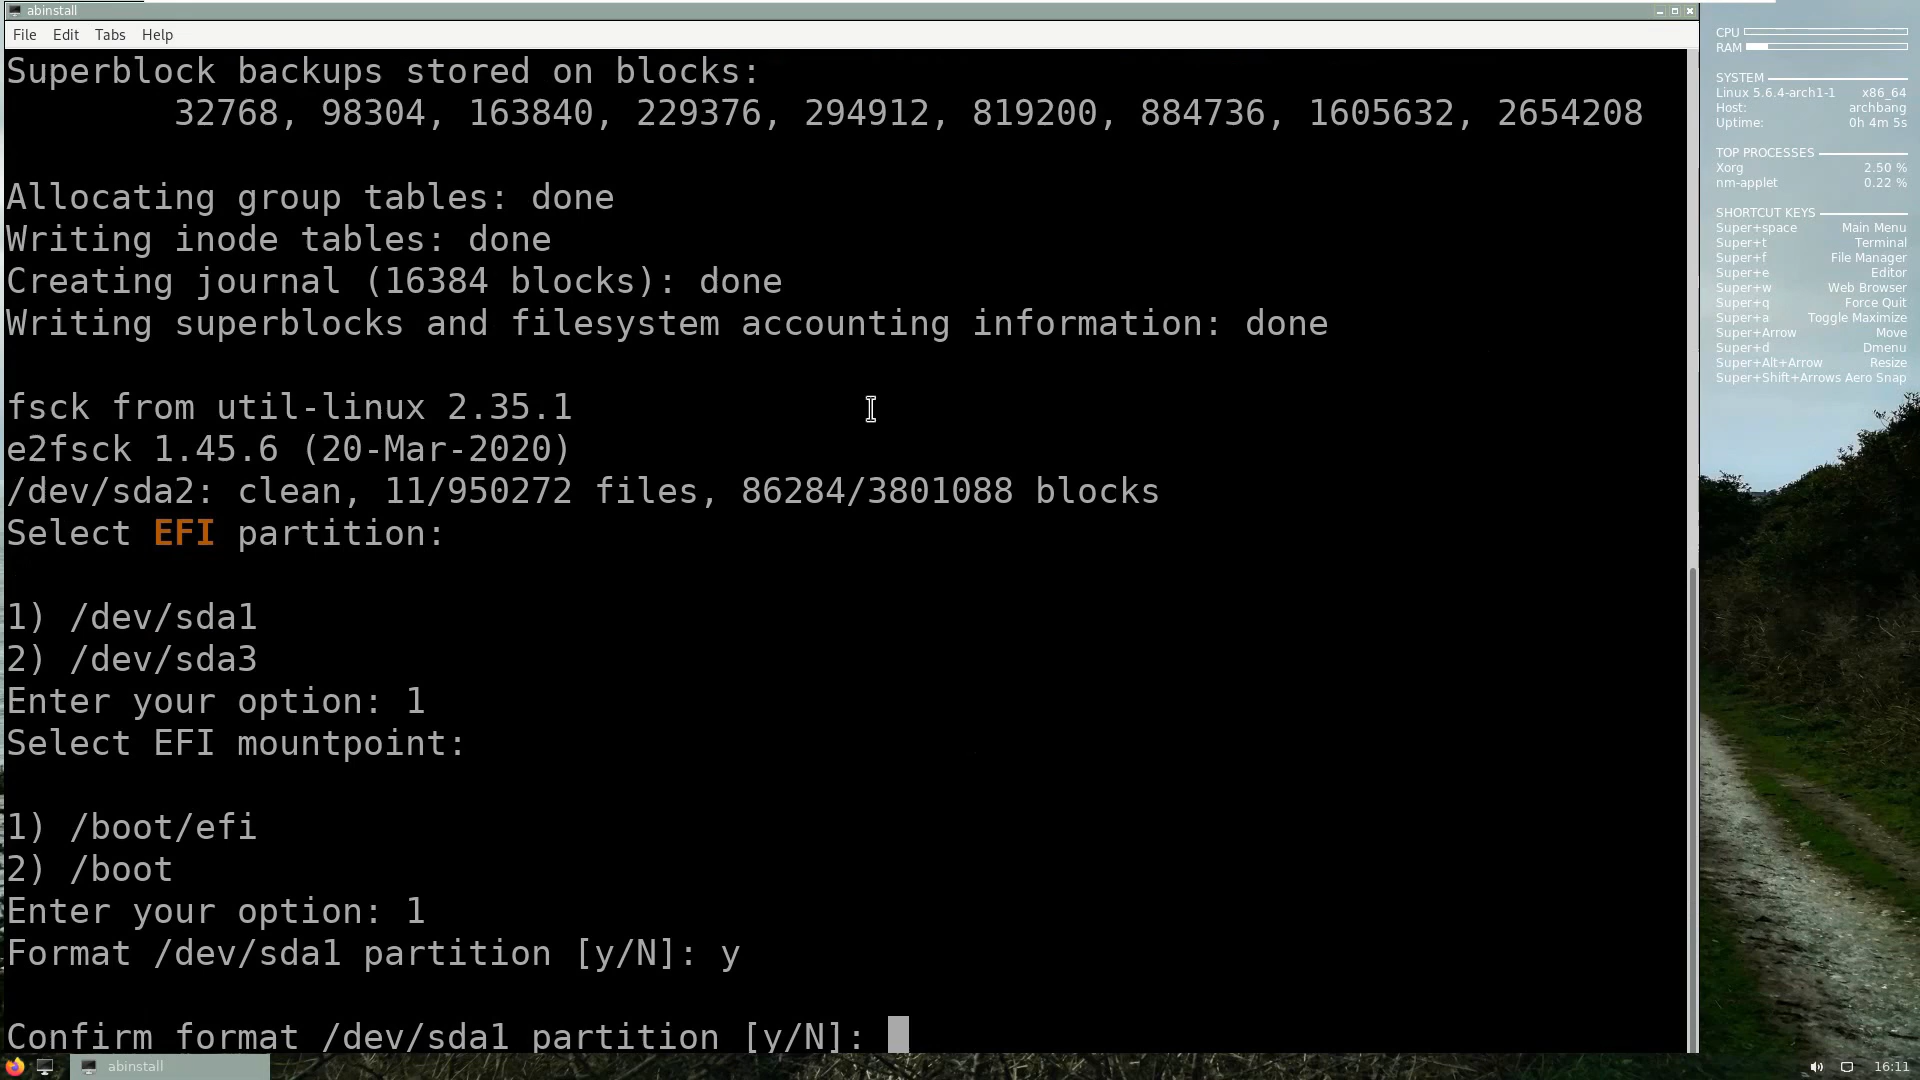 abinstall
File Edit Tabs Help
Superblock backups stored on blocks:
32768, 98304, 163840, 229376, 294912, 819200, 884736, 1605632, 2654208
Allocating group tables: done
Writing inode tables: done
Creating journal (16384 blocks): done
Writing superblocks and filesystem accounting information: done
fsck from util-linux 2.35.1
e2fsck 1.45.6 (20-Mar-2020)
/dev/sda2: clean, 11/950272 files, 86284/3801088 blocks
Select EFI partition:
1) /dev/sda1
2) /dev/sda3
Enter your option: 1
Select EFI mountpoint:
1) /boot/efi
2) /boot
Enter your option: 1
Format /dev/sda1 partition [y/N]: y
Confirm format /dev/sda1 partition [y/N]:
CPU
RAM
SYSTEM
Linux 5.6.4-arch1-1 x86_64
Host: archbang
Uptime: 0h 4m 5s
TOP PROCESSES
Xorg 2.50 %
nm-applet 0.22 %
SHORTCUT KEYS
Super+space Main Menu
Super+t Terminal
Super+f File Manager
Super+e Editor
Super+w Web Browser
Super+q Force Quit
Super+a Toggle Maximize
Super+Arrow Move
Super+d Dmenu
Super+Alt+Arrow Resize
Super+Shift+Arrows Aero Snap
abinstall
16:11